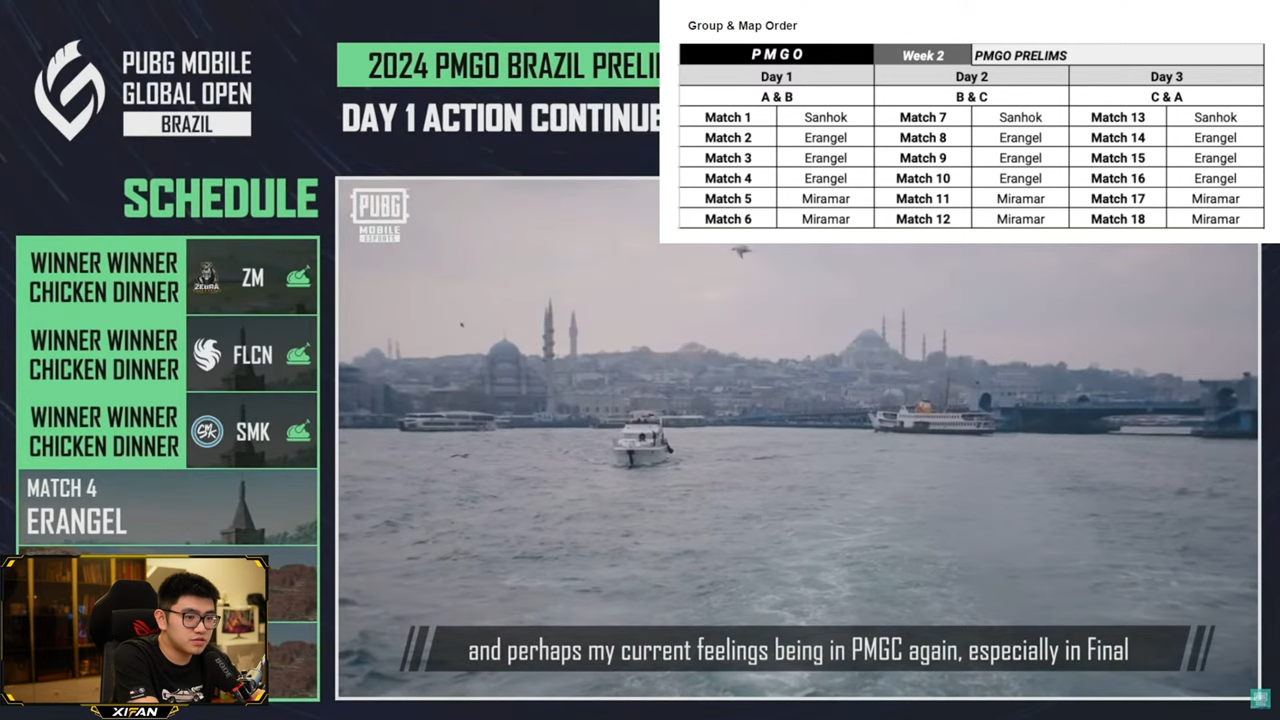 PUBG MOBILE
GLOBAL OPEN
BRAZIL
2024 PMGO BRAZIL PRELI
DAY 1 ACTION CONTINUE
Group & Map Order
PMGO Week 2 PMGO PRELIMS
Day 1 Day 2 Day 3
A & B B & C C & A
Match 1 Sanhok Match 7 Sanhok Match 13 Sanhok
Match 2 Erangel Match 8 Erangel Match 14 Erangel
Match 3 Erangel Match 9 Erangel Match 15 Erangel
Match 4 Erangel Match 10 Erangel Match 16 Erangel
Match 5 Miramar Match 11 Miramar Match 17 Miramar
Match 6 Miramar Match 12 Miramar Match 18 Miramar
SCHEDULE
WINNER WINNER
CHICKEN DINNER
ZEBRA
ZM
WINNER WINNER
CHICKEN DINNER
FLCN
WINNER WINNER
CHICKEN DINNER
SMK
SMK
MATCH 4
ERANGEL
PUBG
MOBILE
ESPORTS
and perhaps my current feelings being in PMGC again, especially in Final
XIFAN